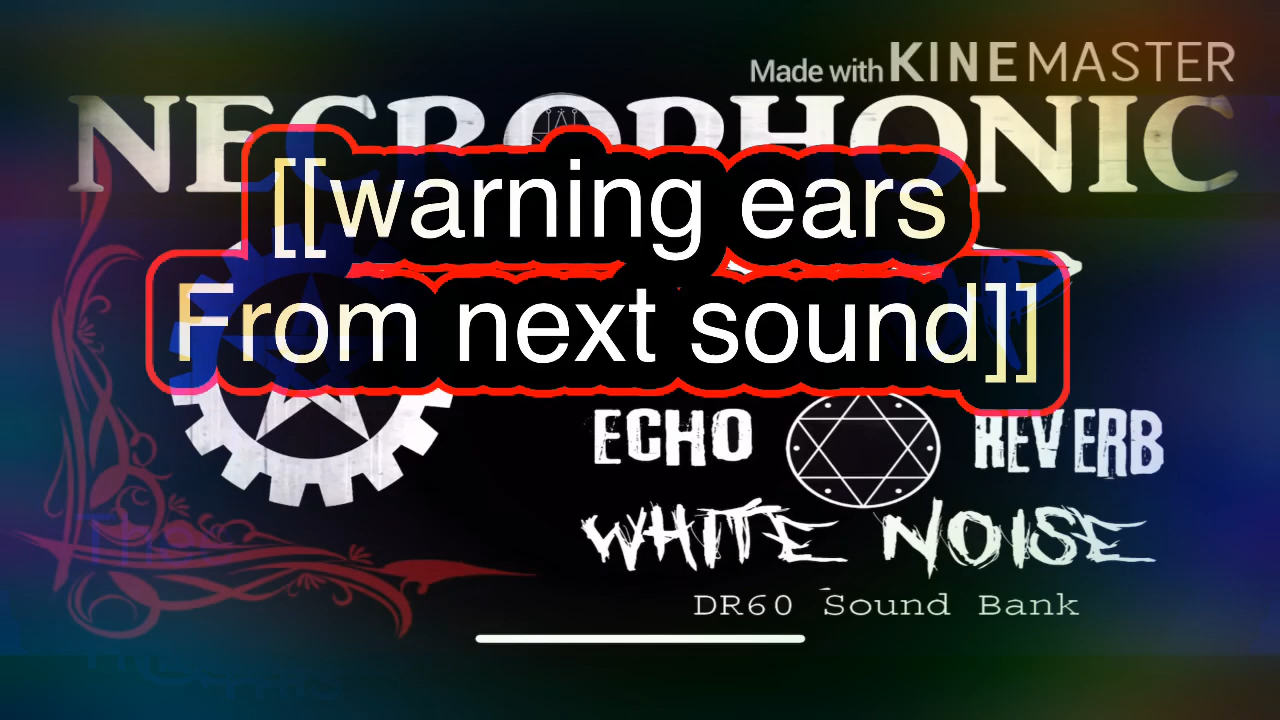 Made with KINEMASTER
NECROPHONIC
[[warning ears
From next sound]]
ECHO REVERB
WHITE NOISE
DR60 Sound Bank